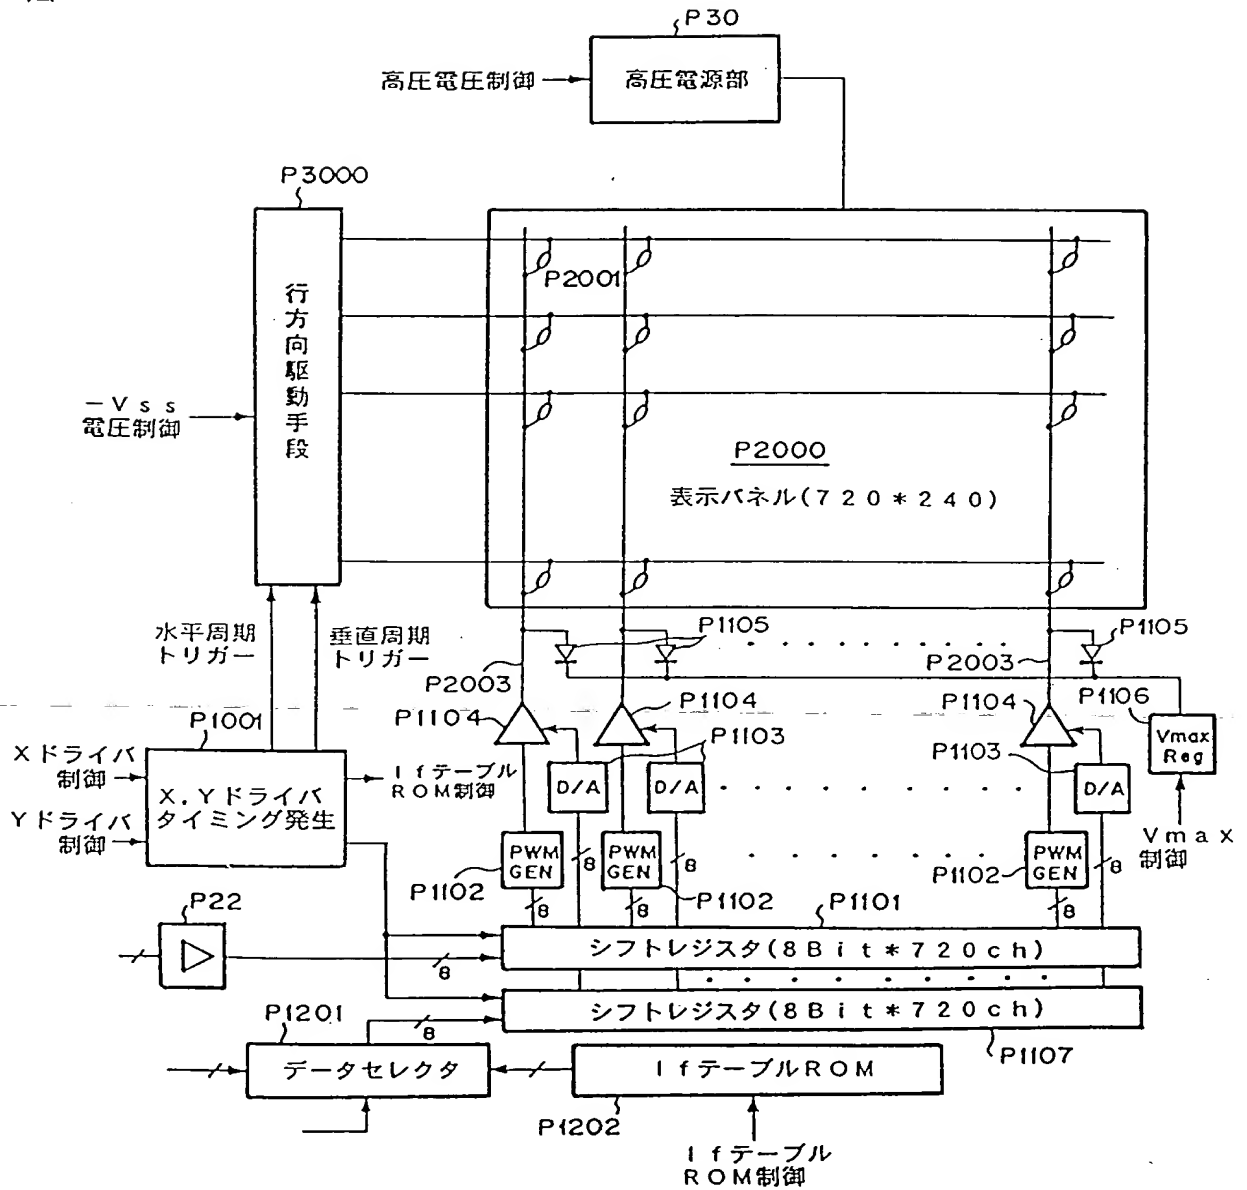 P30
高圧電圧制御
高圧電源部
P3000
行方向駆動手段
P2001
-Vss
電圧制御
P2000
表示パネル(720*240)
水平周期
トリガー
垂直周期
トリガー
P1105
P1105
P2003
P2003
P1104
P1104
P1104
P1106
Vmax
Reg
P1001
P1103
P1103
Xドライバ
制御
Ifテーブル
ROM制御
X.Yドライバ
タイミング発生
D/A
D/A
D/A
Yドライバ
制御
Vmax
制御
PWM
GEN
8
PWM
GEN
8
PWM
GEN
8
P1102
P1102
P1102
P22
8
8
P1101
8
シフトレジスタ(8Bit*720ch)
8
シフトレジスタ(8Bit*720ch)
P1201
8
P1107
データセレクタ
IfテーブルROM
P1202
Ifテーブル
ROM制御